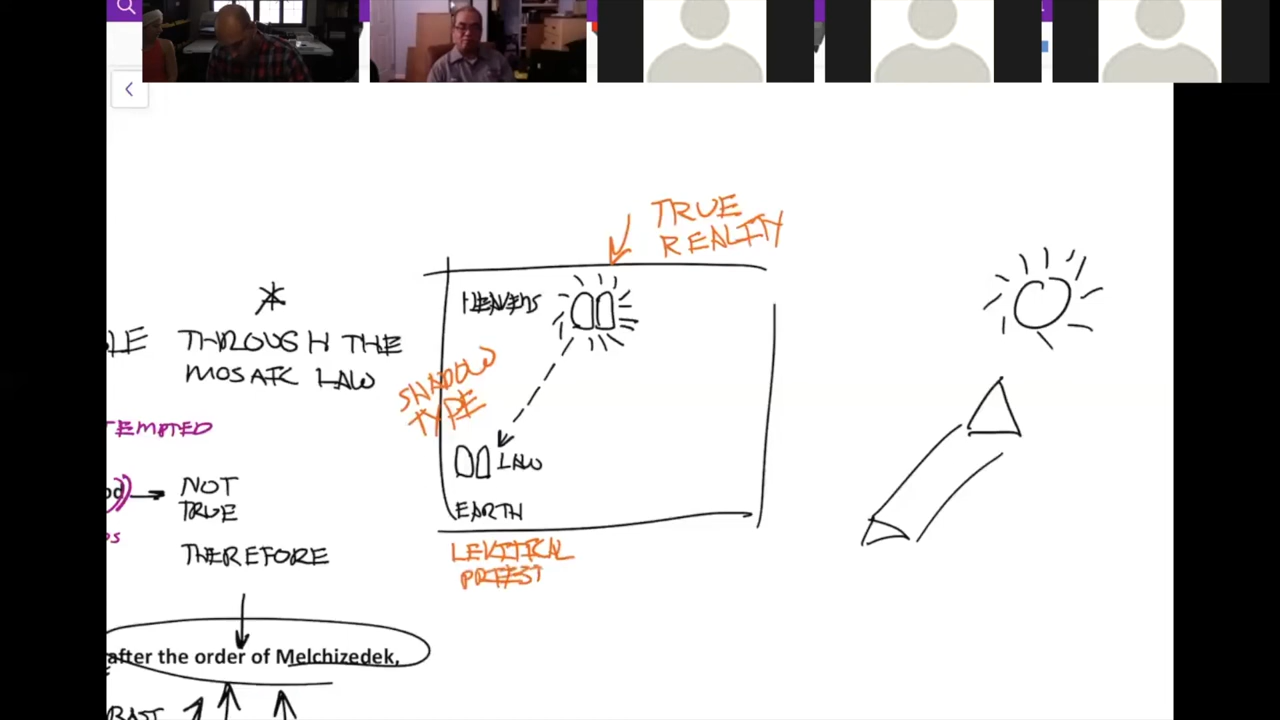 TRUE
REALITY
HEAVENS
THROUGH THE
MOSAIC LAW
SHADOW
TYPE
TEMPTED
LAW
NOT
TRUE
EARTH
THEREFORE
LEVITICAL
PRIEST
after the order of Melchizedek,